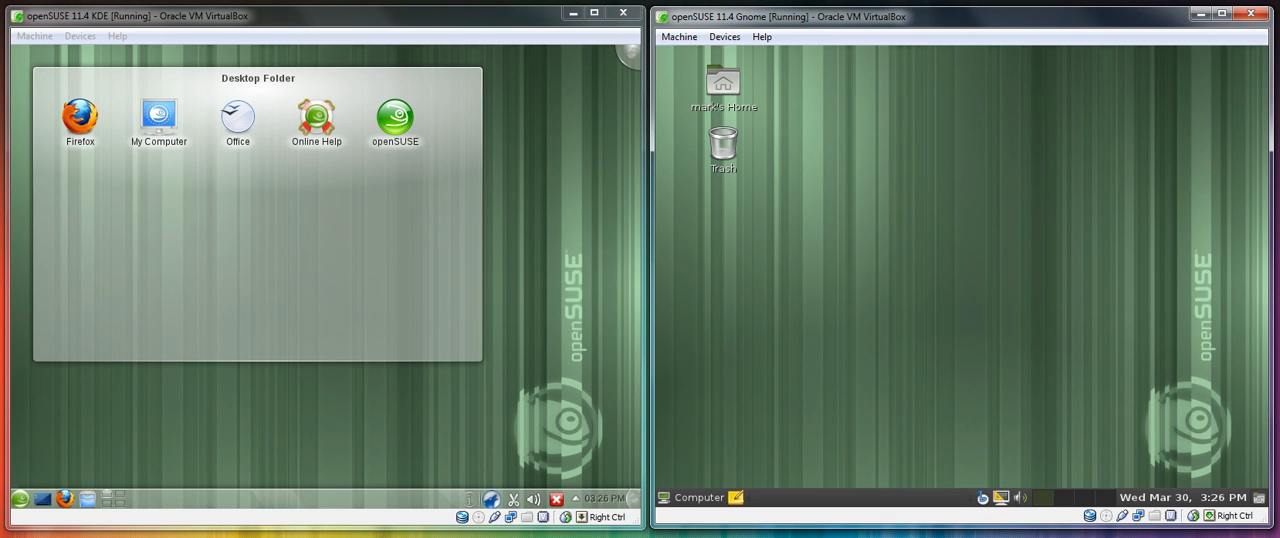 openSUSE 11.4 KDE [Running] - Oracle VM VirtualBox
Machine Devices Help
Desktop Folder
Firefox
My Computer
Office
Online Help
openSUSE
openSUSE
03:26 PM
Right Ctrl
openSUSE 11.4 Gnome [Running] - Oracle VM VirtualBox
Machine Devices Help
mark's Home
Trash
openSUSE
Computer
Wed Mar 30, 3:26 PM
Right Ctrl